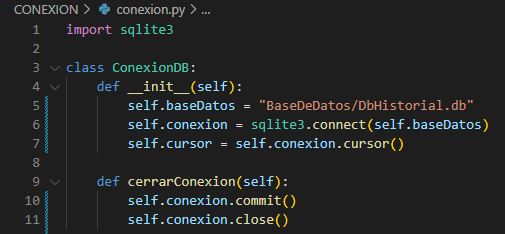 CONEXION > conexion.py > ...
1 import sqlite3
2
3 class ConexionDB:
4     def __init__(self):
5         self.baseDatos = "BaseDeDatos/DbHistorial.db"
6         self.conexion = sqlite3.connect(self.baseDatos)
7         self.cursor = self.conexion.cursor()
8
9     def cerrarConexion(self):
10         self.conexion.commit()
11         self.conexion.close()